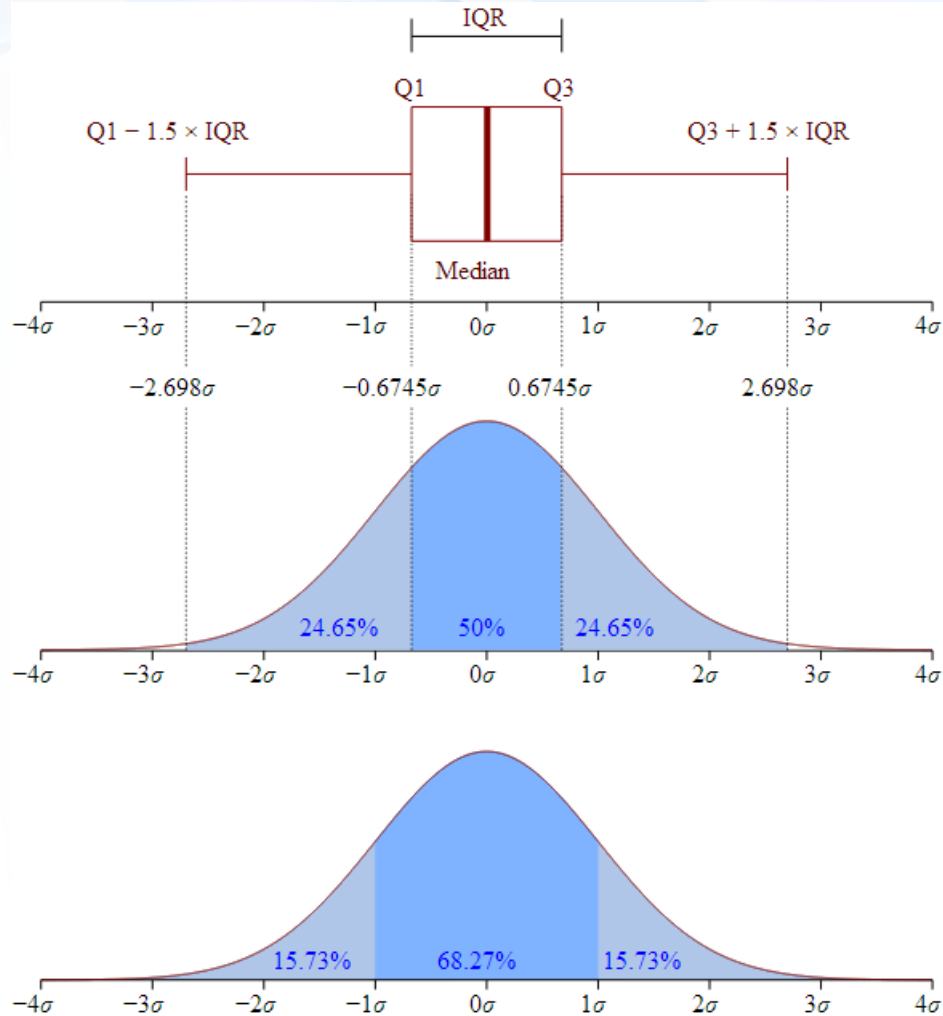 IQR
Q1 Q3
Q1 − 1.5 × IQR Q3 + 1.5 × IQR
Median
−4σ −3σ −2σ −1σ 0σ 1σ 2σ 3σ 4σ
−2.698σ −0.6745σ 0.6745σ 2.698σ
24.65% 50% 24.65%
−4σ −3σ −2σ −1σ 0σ 1σ 2σ 3σ 4σ
15.73% 68.27% 15.73%
−4σ −3σ −2σ −1σ 0σ 1σ 2σ 3σ 4σ